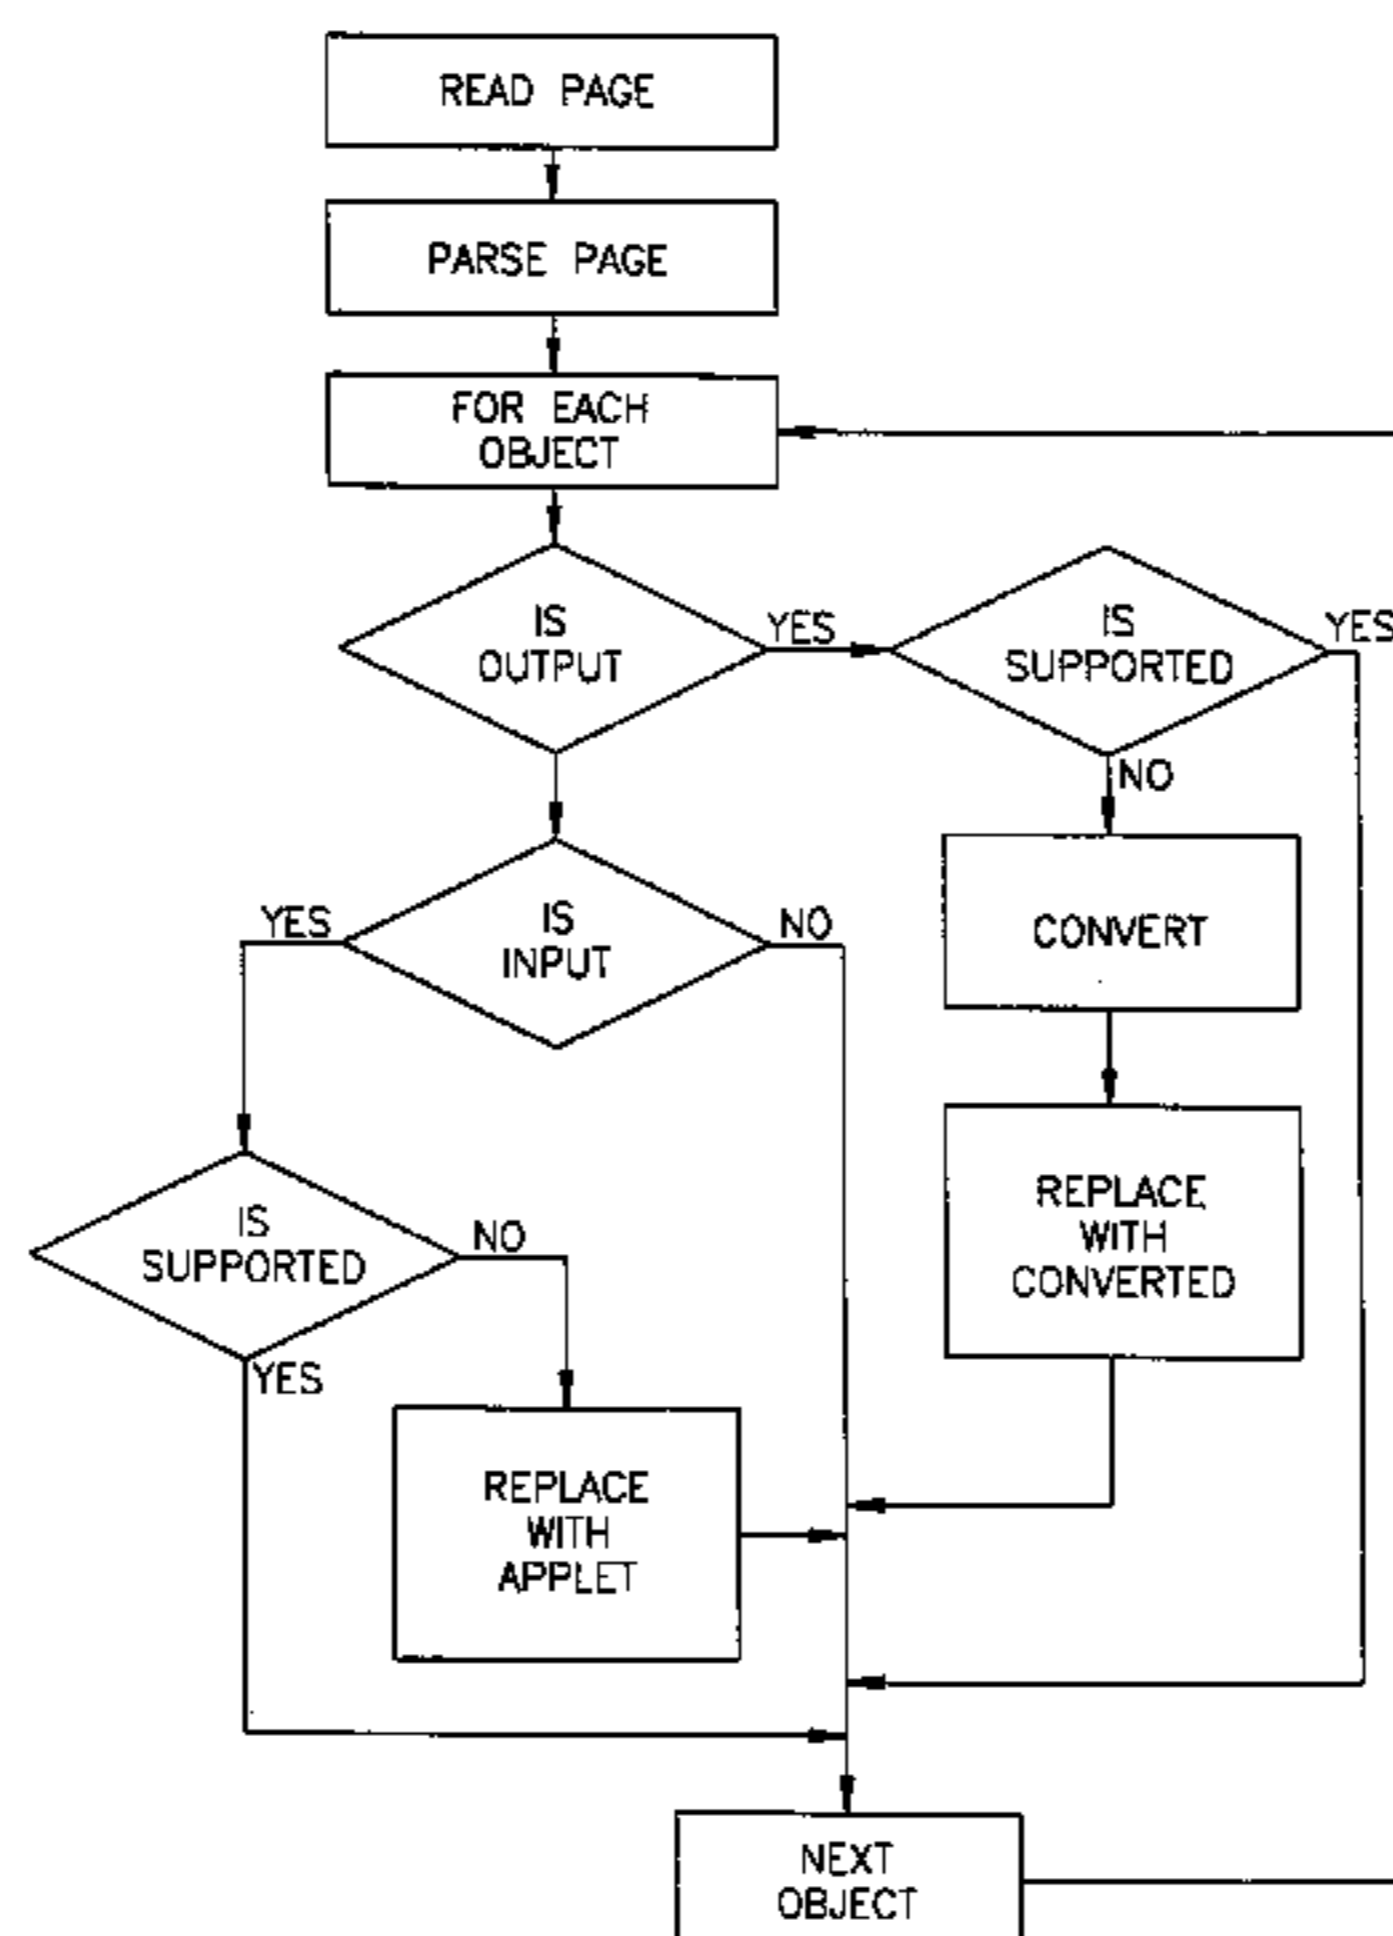 READ PAGE
PARSE PAGE
FOR EACH
OBJECT
IS
OUTPUT
YES
IS
SUPPORTED
YES
NO
CONVERT
REPLACE
WITH
CONVERTED
IS
INPUT
YES
NO
IS
SUPPORTED
NO
YES
REPLACE
WITH
APPLET
NEXT
OBJECT